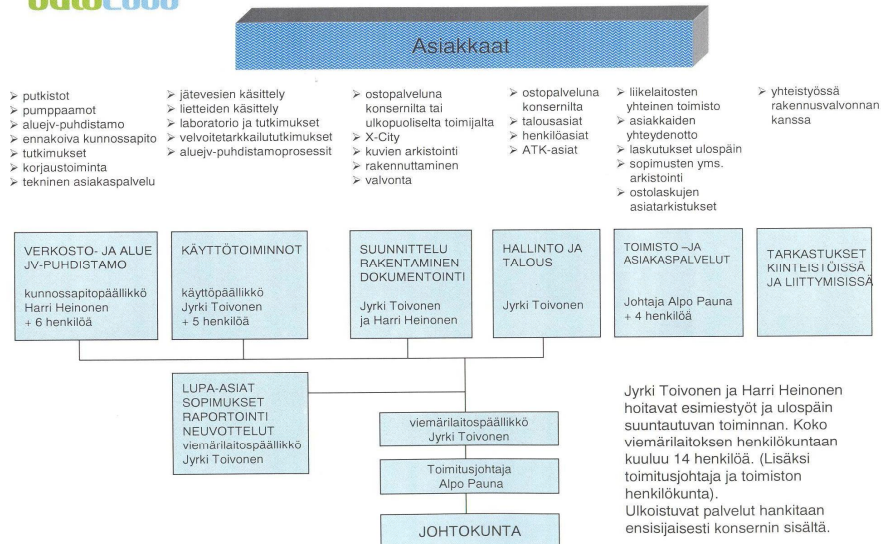 Asiakkaat
➢ putkistot
➢ pumppaamot
➢ aluejv-puhdistamo
➢ ennakoiva kunnossapito
➢ tutkimukset
➢ korjaustoiminta
➢ tekninen asiakaspalvelu
➢ jätevesien käsittely
➢ lietteiden käsittely
➢ laboratorio ja tutkimukset
➢ velvoitetarkkailututkimukset
➢ aluejv-puhdistamoprosessit
➢ ostopalveluna
konsernilta tai
ulkopuoliselta toimijalta
➢ X-City
➢ kuvien arkistointi
➢ rakennuttaminen
➢ valvonta
➢ ostopalveluna
konsernilta
➢ talousasiat
➢ henkilöasiat
➢ ATK-asiat
➢ liikelaitosten
yhteinen toimisto
➢ asiakkaiden
yhteydenotto
➢ laskutukset ulospäin
➢ sopimusten yms.
arkistointi
➢ ostolaskujen
asiatarkistukset
➢ yhteistyössä
rakennusvalvonnan
kanssa
VERKOSTO- JA ALUE
JV-PUHDISTAMO
kunnossapitopäällikkö
Harri Heinonen
+ 6 henkilöä
KÄYTTÖTOIMINNOT
käyttöpäällikkö
Jyrki Toivonen
+ 5 henkilöä
SUUNNITTELU
RAKENTAMINEN
DOKUMENTOINTI
Jyrki Toivonen
ja Harri Heinonen
HALLINTO JA
TALOUS
Jyrki Toivonen
TOIMISTO –JA
ASIAKASPALVELUT
Johtaja Alpo Pauna
+ 4 henkilöä
TARKASTUKSET
KIINTEISTÖISSÄ
JA LIITTYMISISSÄ
LUPA-ASIAT
SOPIMUKSET
RAPORTOINTI
NEUVOTTELUT
viemärilaitospäällikkö
Jyrki Toivonen
viemärilaitospäällikkö
Jyrki Toivonen
Toimitusjohtaja
Alpo Pauna
JOHTOKUNTA
Jyrki Toivonen ja Harri Heinonen
hoitavat esimiestyöt ja ulospäin
suuntautuvan toiminnan. Koko
viemärilaitoksen henkilökuntaan
kuuluu 14 henkilöä. (Lisäksi
toimitusjohtaja ja toimiston
henkilökunta).
Ulkoistuvat palvelut hankitaan
ensisijaisesti konsernin sisältä.